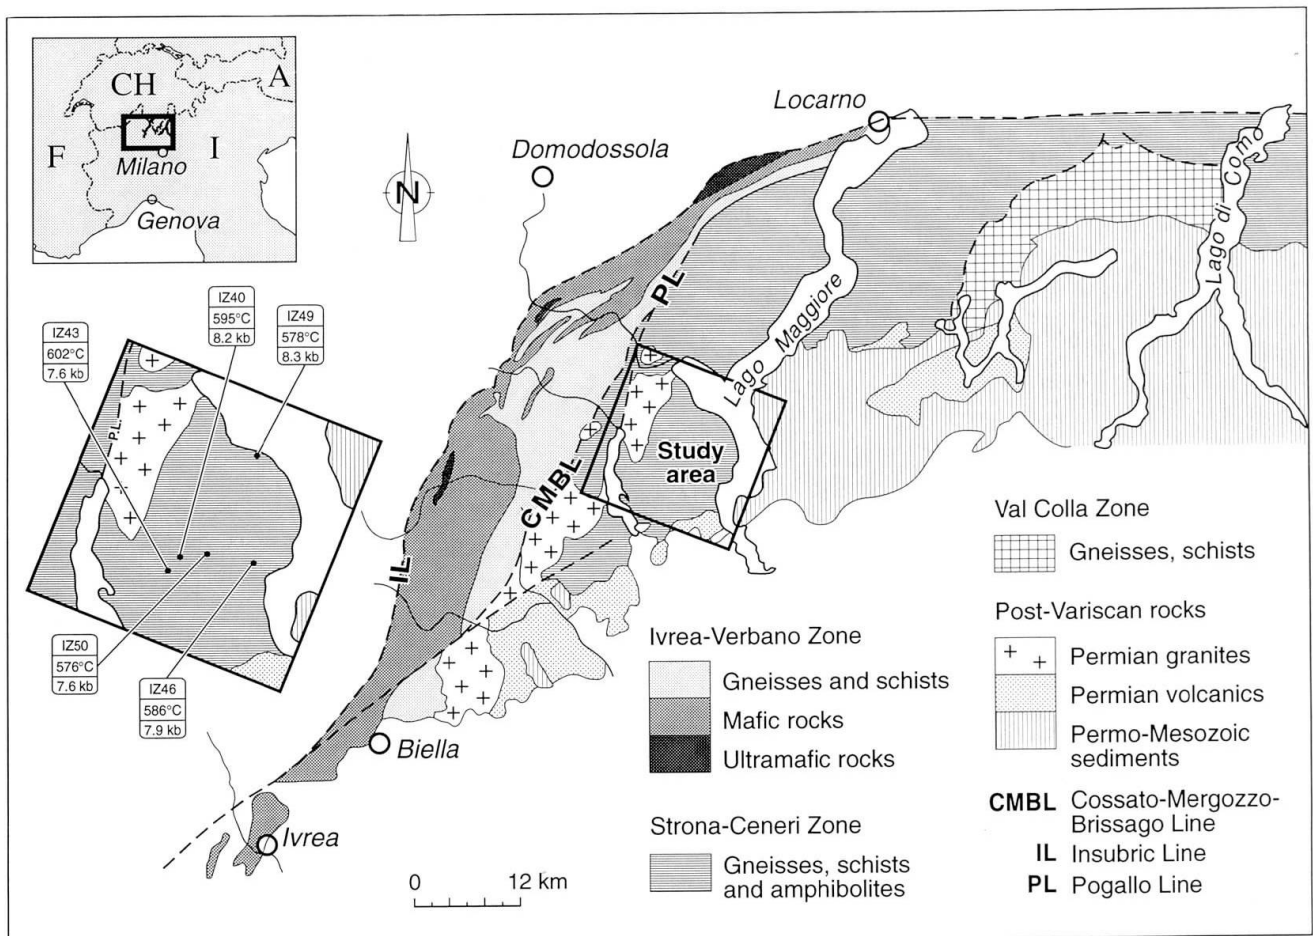 CH
A
F
I
Milano
Genova
N
Domodossola
Locarno
Lago Maggiore
Lago di Como
PL
CMBL
IL
Study
area
Biella
Ivrea
IZ43
602°C
7.6 kb
IZ40
595°C
8.2 kb
IZ49
578°C
8.3 kb
P.L.
IZ50
576°C
7.6 kb
IZ46
586°C
7.9 kb
0 12 km
Ivrea-Verbano Zone
Gneisses and schists
Mafic rocks
Ultramafic rocks
Strona-Ceneri Zone
Gneisses, schists
and amphibolites
Val Colla Zone
Gneisses, schists
Post-Variscan rocks
Permian granites
Permian volcanics
Permo-Mesozoic
sediments
CMBL Cossato-Mergozzo-
Brissago Line
IL Insubric Line
PL Pogallo Line